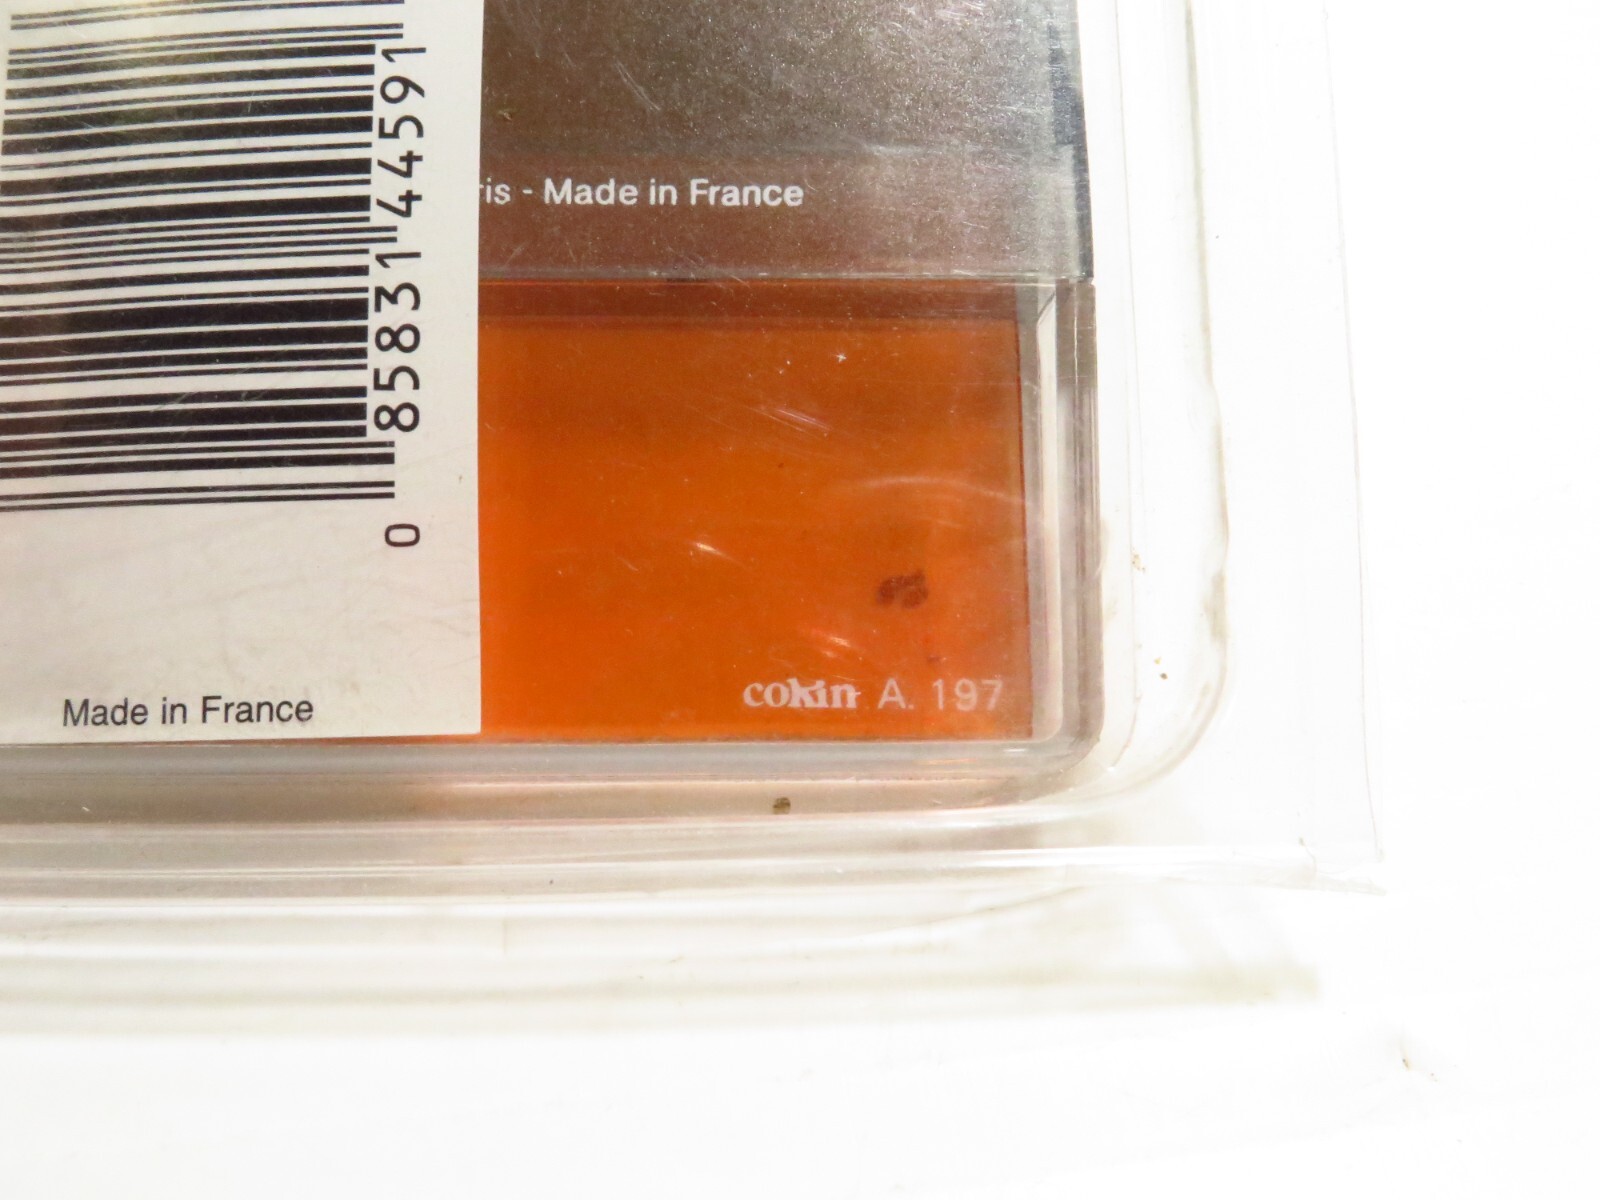 0 85831 44591
ris - Made in France
cokin A. 197
Made in France